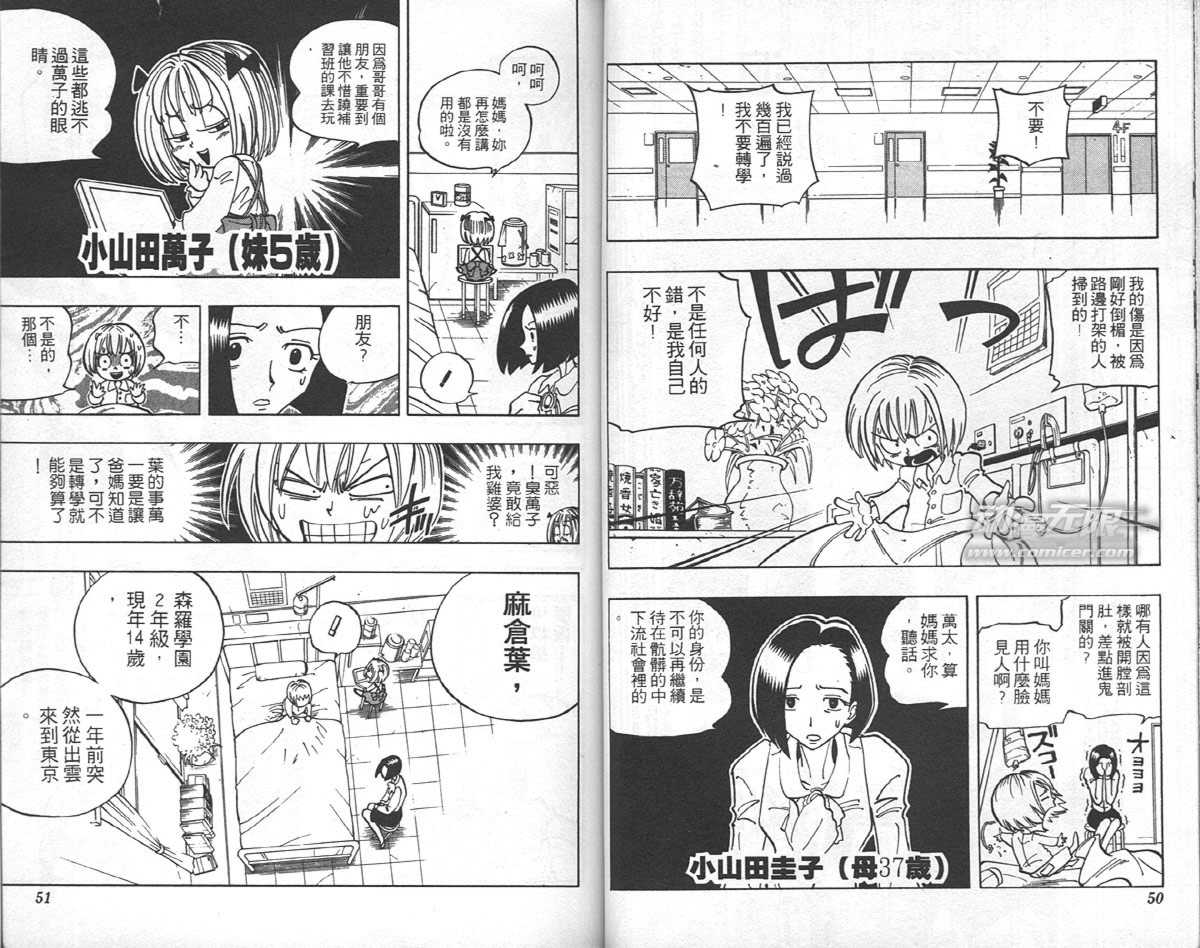 不要！
4F
我已經説過
幾百遍了，
我不要轉學
！
我的傷是因為
剛好倒楣，被
路邊打架的人
掃到的！
ばっ
不是任何人的
錯，是我自己
不好！
动漫无限
www.comicer.com
哪有人因為這
樣就被開膛剖
肚，差點進鬼
門關的？
你叫媽媽
用什麼臉
見人啊？
オヨヨヨ
ズコー
萬太，算
媽媽求你
，聽話。
你的身份，是
不可以再繼續
待在骯髒的中
下流社會裡的
小山田圭子（母37歲）
50
呵呵
呵，
媽媽，妳
再怎麼講
都是沒有
用的啦。
！
因為哥哥有個
朋友，重要到
讓他不惜蹺補
習班的課去玩
．
這些都逃不
過萬子的眼
睛。
小山田萬子（妹5歲）
朋友？
不…
不是的，
那個…
可惡
！臭萬子
，竟敢給
我雞婆？
葉的事萬
一要是讓
爸媽知道
了，可不
是轉學就
能夠算了
！
麻倉葉，
！
森羅學園
2年級，
現年14歲
一年前突
然從出雲
來到東京
。
51